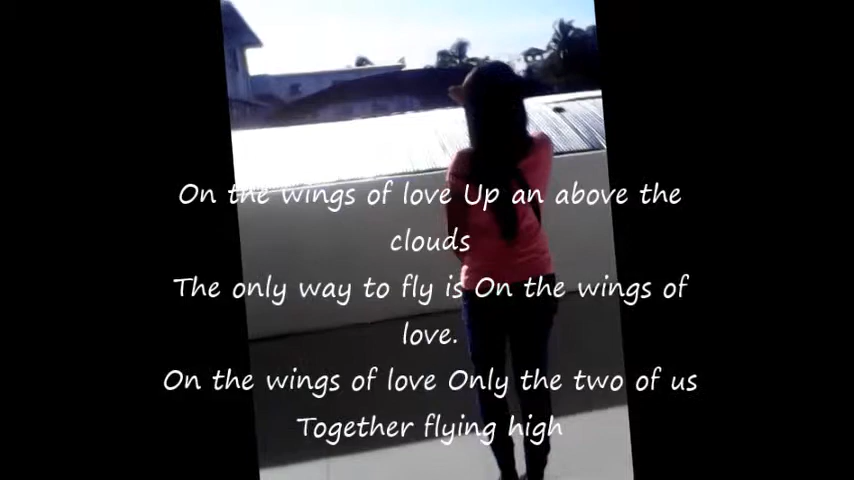 On the wings of love Up an above the
clouds
The only way to fly is On the wings of
love.
On the wings of love Only the two of us
Together flying high